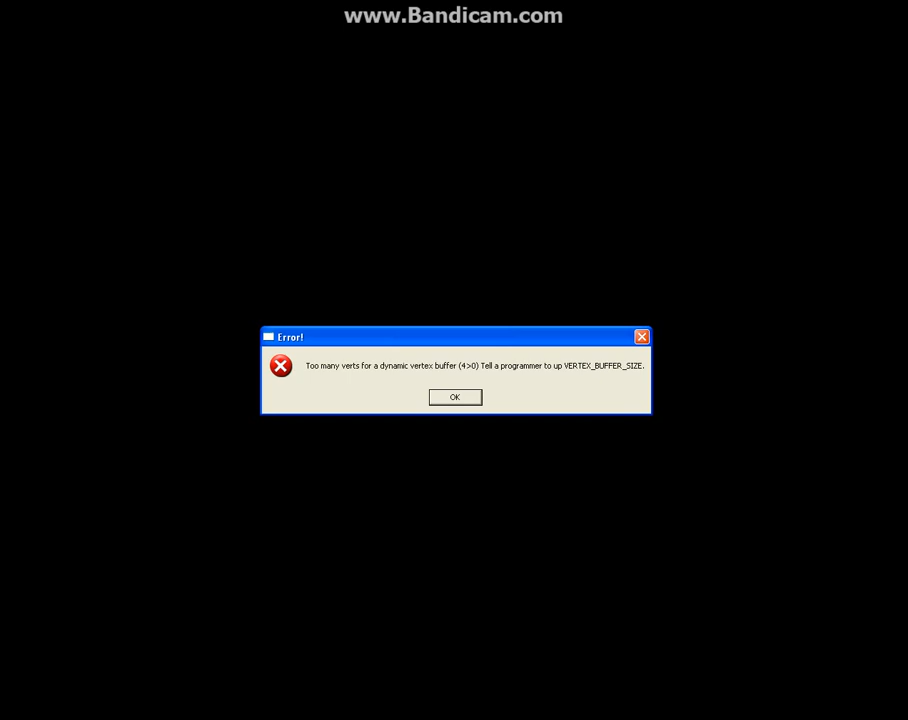 www.Bandicam.com
Error!
Too many verts for a dynamic vertex buffer (4>0) Tell a programmer to up VERTEX_BUFFER_SIZE.
OK